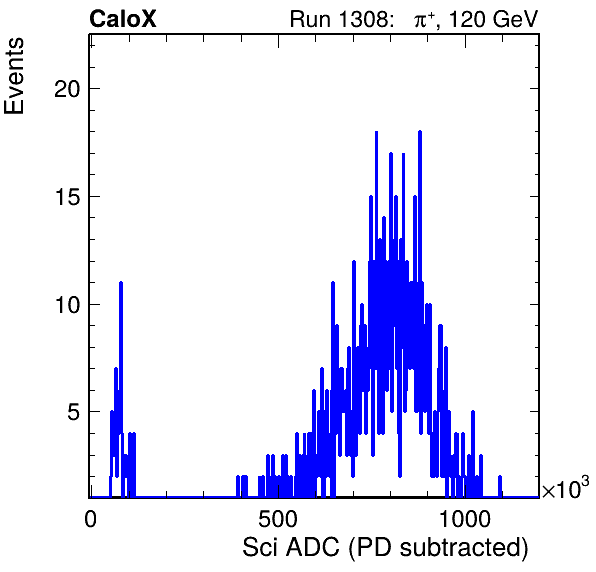 CaloX Run 1308: π⁺, 120 GeV
Events
20
15
10
5
0 500 1000 ×10³
Sci ADC (PD subtracted)